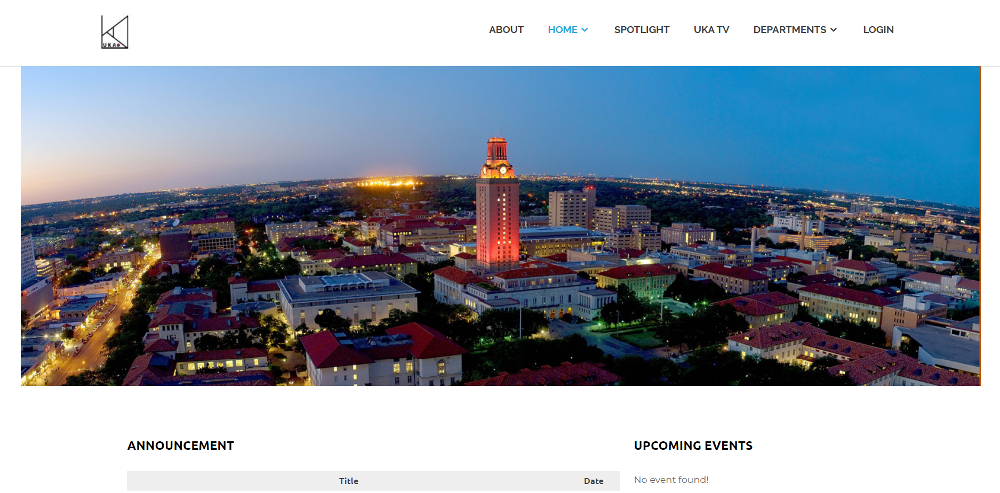 UKA
ABOUT HOME SPOTLIGHT UKA TV DEPARTMENTS LOGIN
ANNOUNCEMENT
Title Date
UPCOMING EVENTS
No event found!